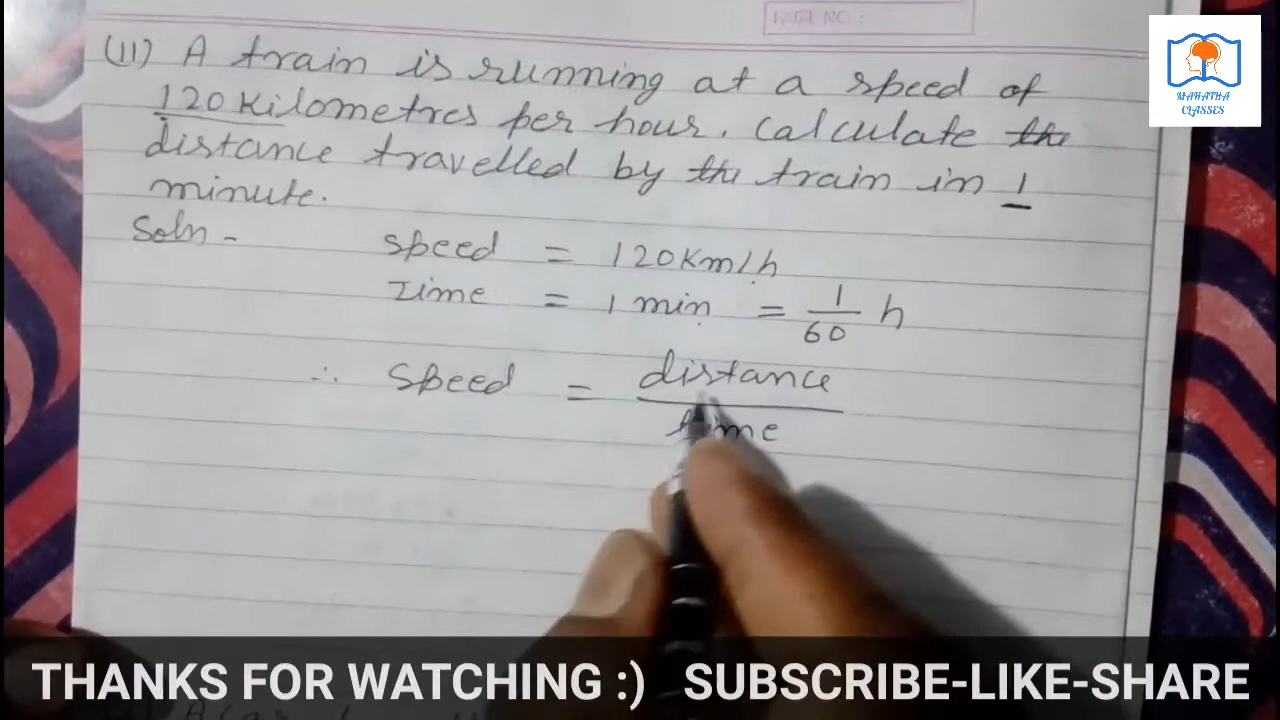 PAGE NO.:
(11) A train is running at a speed of
120 Kilometres per hour. Calculate the
distance travelled by the train in 1
minute.
Soln -
speed = 120 Km/h
Time = 1 min = 1/60 h
∴ Speed = distance/time
MAHATHA
CLASSES
THANKS FOR WATCHING :) SUBSCRIBE-LIKE-SHARE